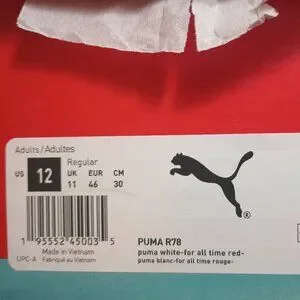 Adults/Adultes
Regular
US 12 UK EUR CM
11 46 30
1 95552 45003 5
UPC-A
Made in Vietnam
Fabriqué au Vietnam
®
PUMA R78
puma white-for all time red-
puma blanc-for all time rouge-